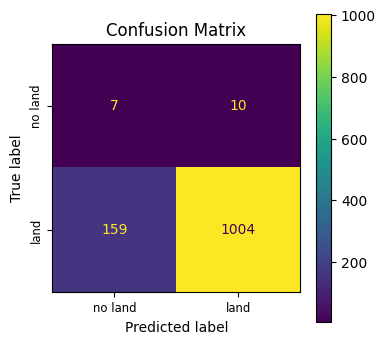 Confusion Matrix
1000
800
600
400
200
True label
no land
land
7
10
159
1004
no land
land
Predicted label